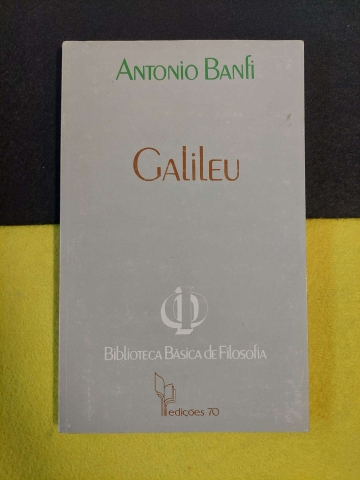 Antonio Banfi
Galileu
Biblioteca Básica de Filosofia
edições 70